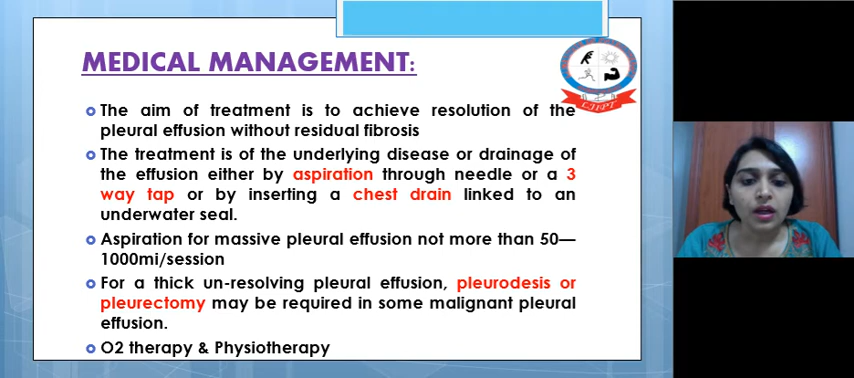 MEDICAL MANAGEMENT:
The aim of treatment is to achieve resolution of the
pleural effusion without residual fibrosis
The treatment is of the underlying disease or drainage of
the effusion either by aspiration through needle or a 3
way tap or by inserting a chest drain linked to an
underwater seal.
Aspiration for massive pleural effusion not more than 50—
1000mi/session
For a thick un-resolving pleural effusion, pleurodesis or
pleurectomy may be required in some malignant pleural
effusion.
O2 therapy & Physiotherapy